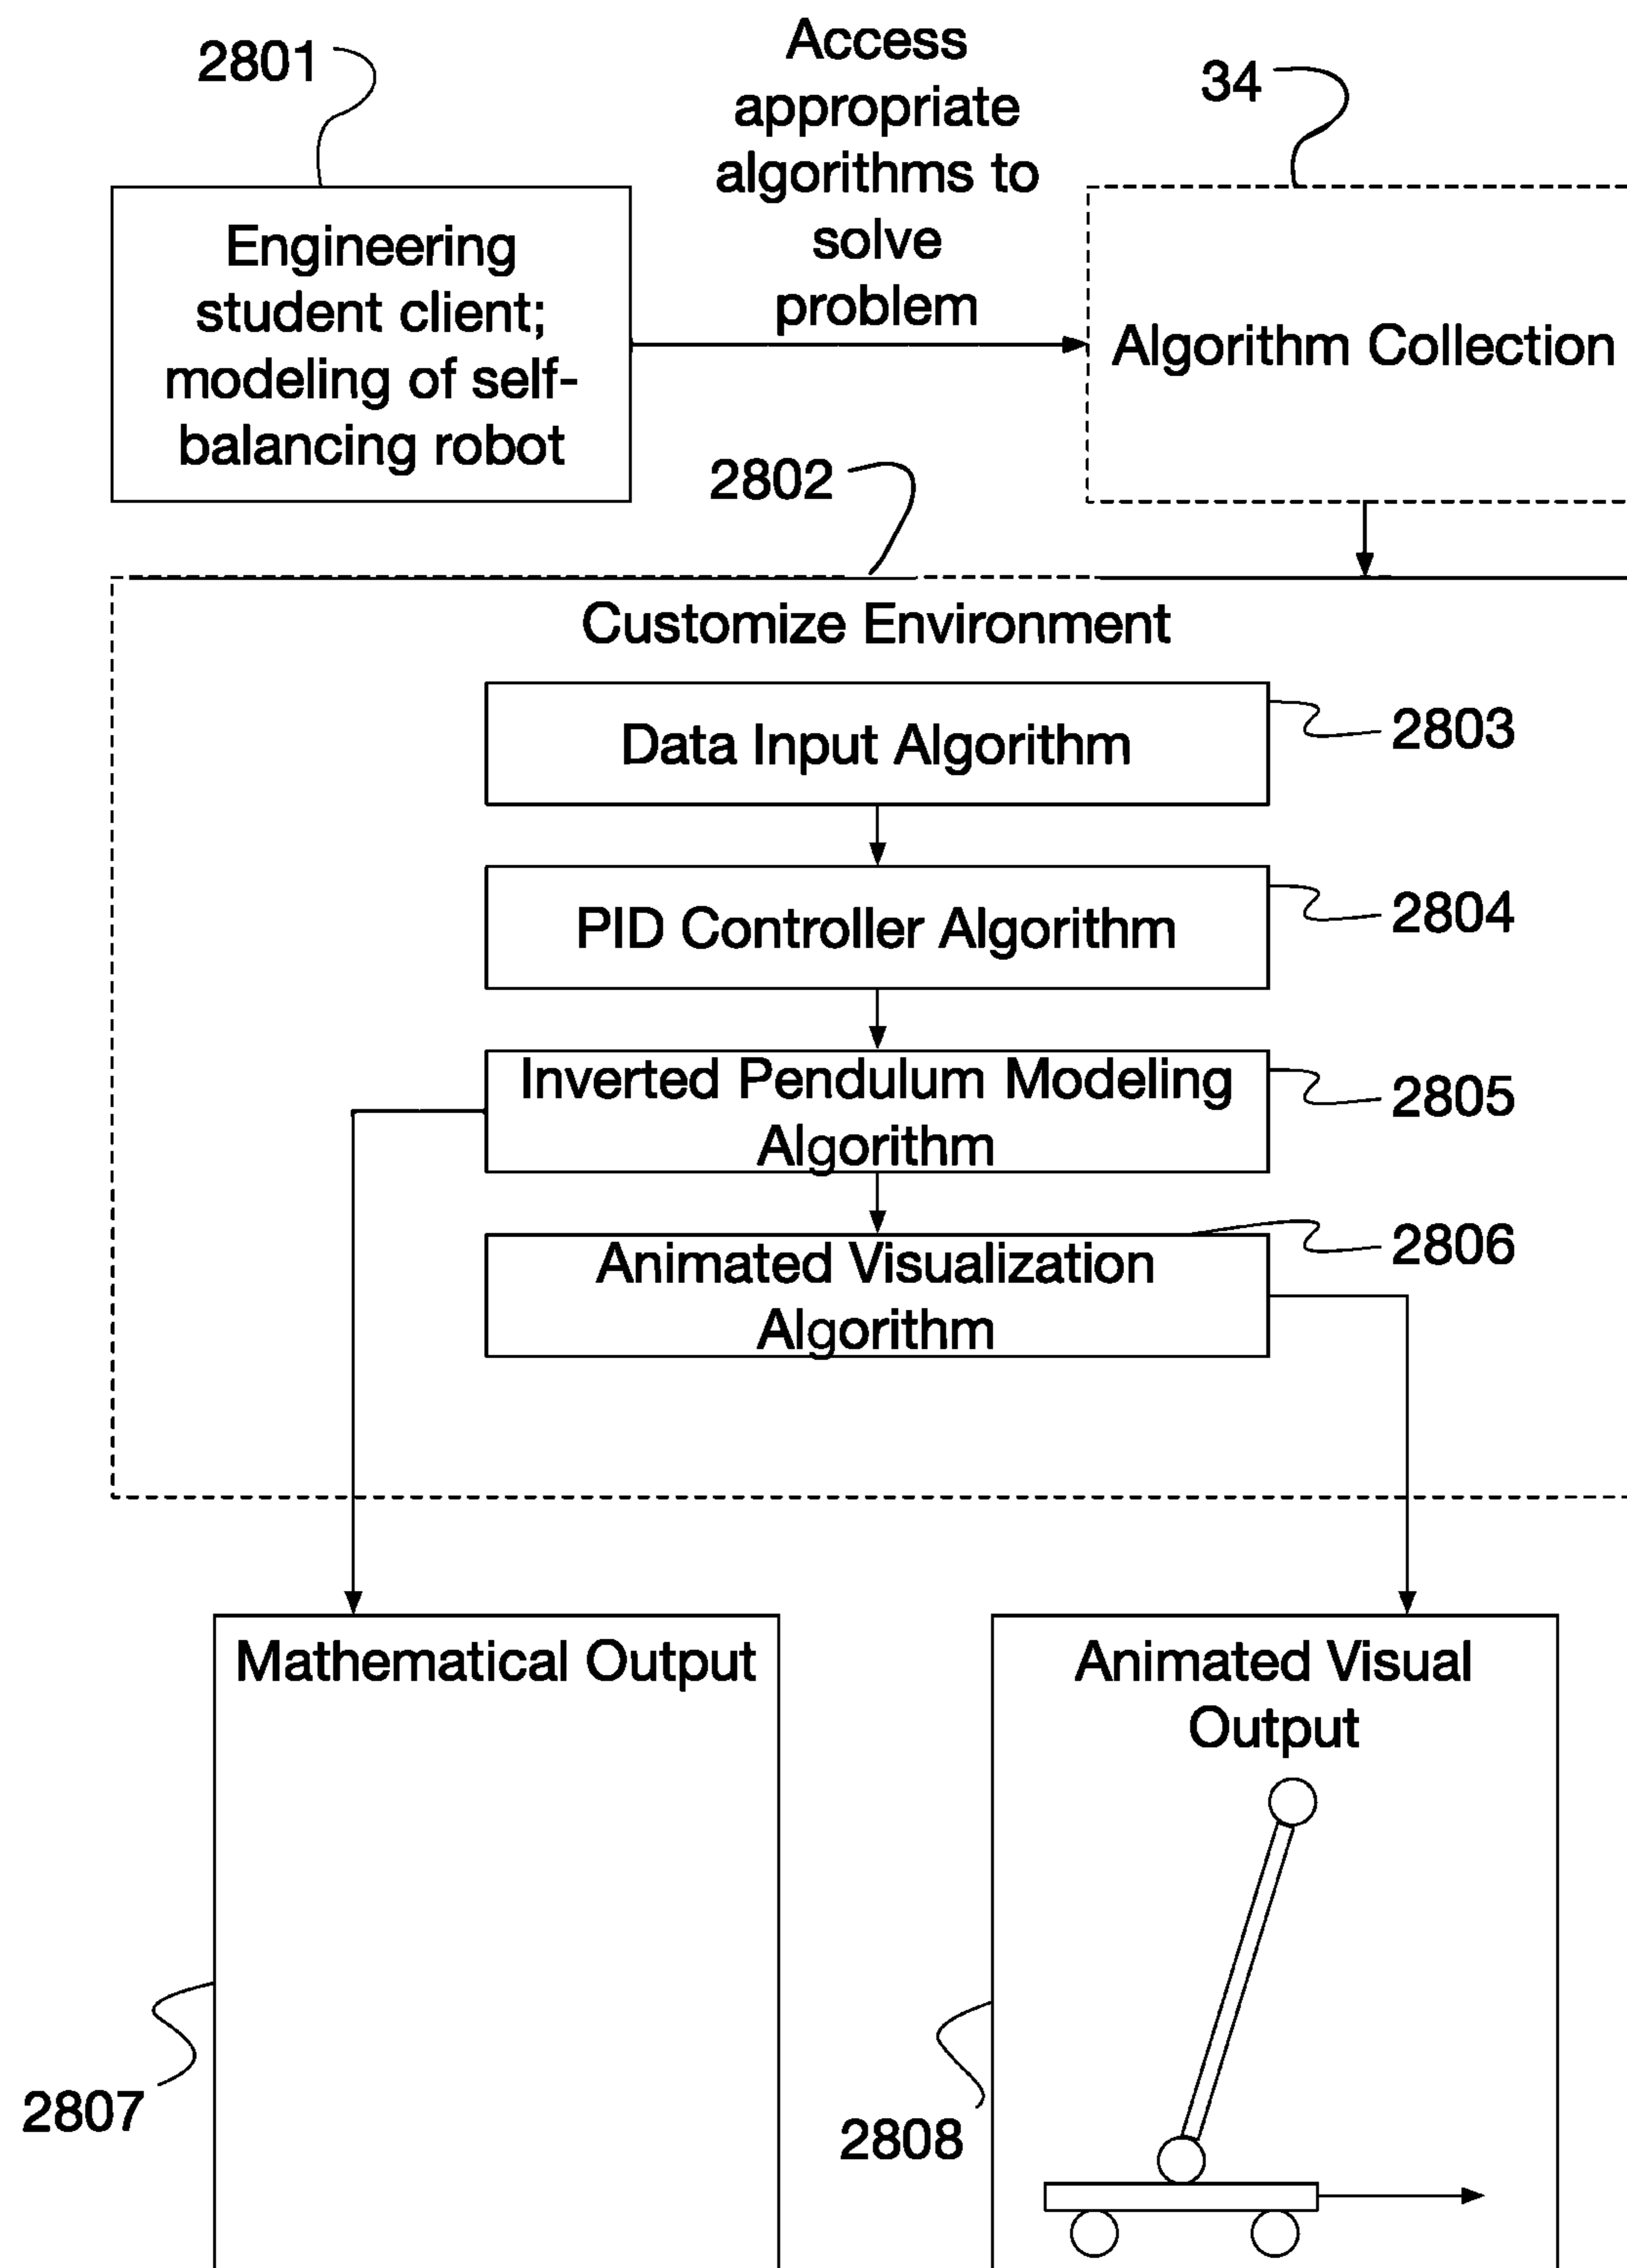 2801
Engineering
student client;
modeling of self-
balancing robot
Access
appropriate
algorithms to
solve
problem
34
Algorithm Collection
2802
Customize Environment
Data Input Algorithm
2803
PID Controller Algorithm
2804
Inverted Pendulum Modeling
Algorithm
2805
Animated Visualization
Algorithm
2806
Mathematical Output
2807
Animated Visual
Output
2808